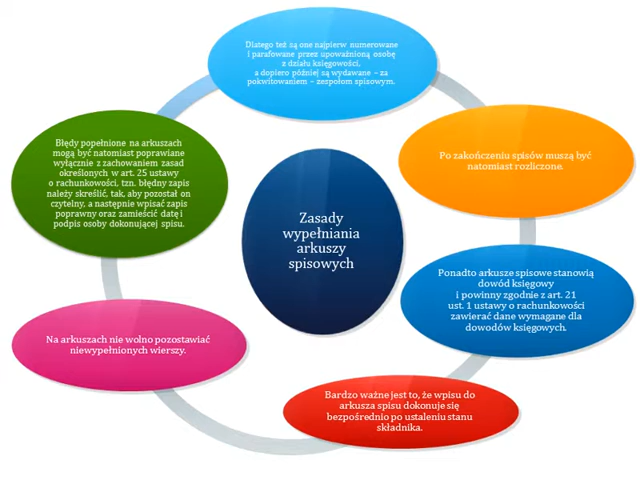 Dlatego też są one najpierw numerowane
i parafowane przez upoważnioną osobę
z działu księgowości,
a dopiero później są wydawane – za
pokwitowaniem – zespołom spisowym.
Po zakończeniu spisów muszą być
natomiast rozliczone.
Ponadto arkusze spisowe stanowią
dowód księgowy
i powinny zgodnie z art. 21
ust. 1 ustawy o rachunkowości
zawierać dane wymagane dla
dowodów księgowych.
Bardzo ważne jest to, że wpisu do
arkusza spisu dokonuje się
bezpośrednio po ustaleniu stanu
składnika.
Na arkuszach nie wolno pozostawiać
niewypełnionych wierszy.
Błędy popełnione na arkuszach
mogą być natomiast poprawiane
wyłącznie z zachowaniem zasad
określonych w art. 25 ustawy
o rachunkowości, tzn. błędny zapis
należy skreślić, tak, aby pozostał on
czytelny, a następnie wpisać zapis
poprawny oraz zamieścić datę i
podpis osoby dokonującej spisu.
Zasady
wypełniania
arkuszy
spisowych